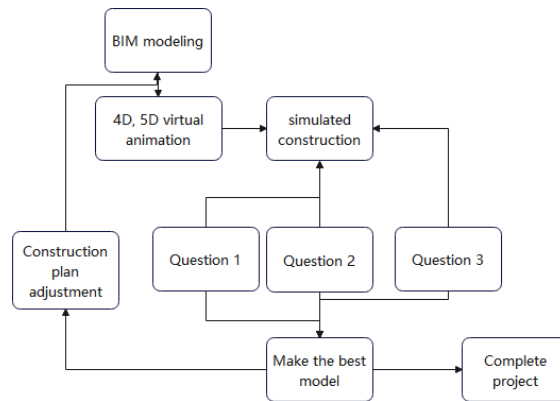 BIM modeling
4D, 5D virtual
animation
simulated
construction
Construction
plan
adjustment
Question 1
Question 2
Question 3
Make the best
model
Complete
project